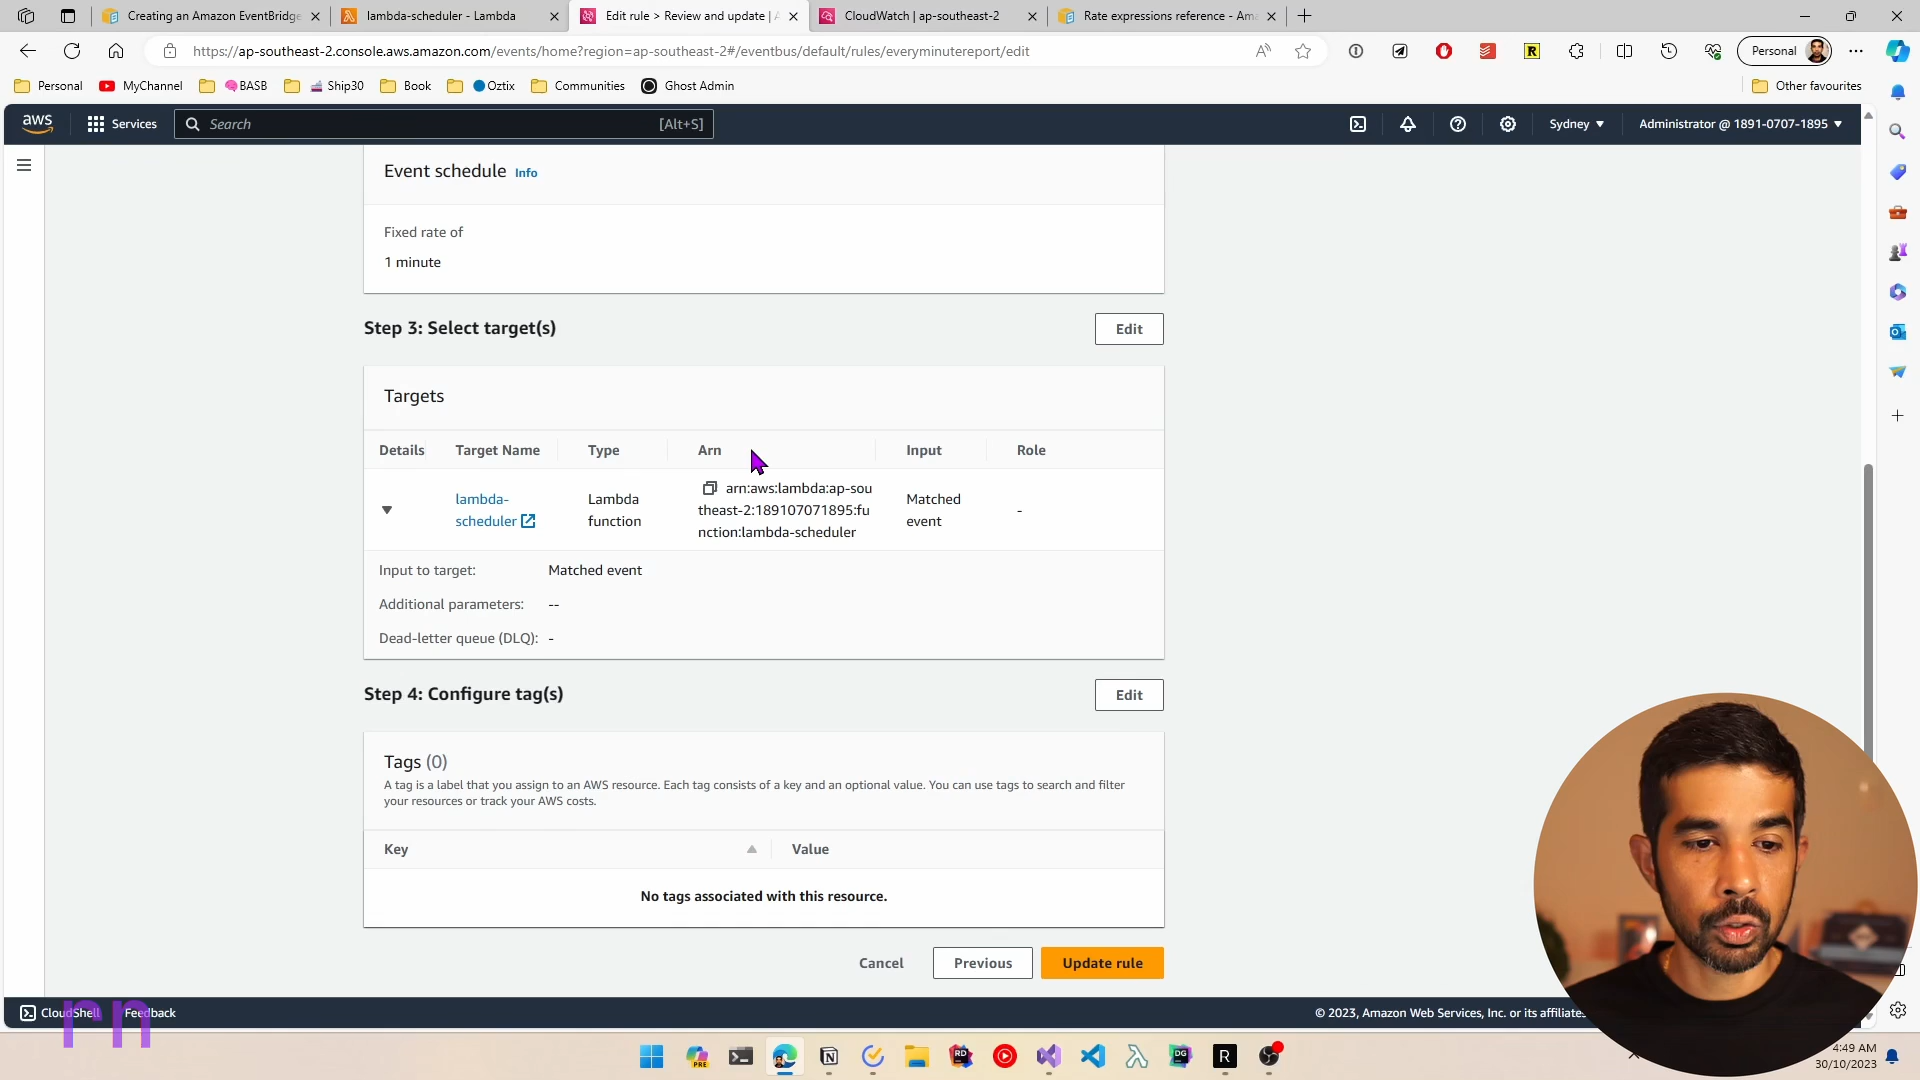 Creating an Amazon EventBridge
lambda-scheduler - Lambda
Edit rule > Review and update |
CloudWatch | ap-southeast-2
Rate expressions reference - Am
https://ap-southeast-2.console.aws.amazon.com/events/home?region=ap-southeast-2#/eventbus/default/rules/everyminutereport/edit
Personal
Personal
MyChannel
BASB
Ship30
Book
Oztix
Communities
Ghost Admin
Other favourites
aws
Services
Search
[Alt+S]
Sydney
Administrator @ 1891-0707-1895
Event schedule Info
Fixed rate of
1 minute
Step 3: Select target(s)
Edit
Targets
Details Target Name Type Arn Input Role
lambda-
scheduler
Lambda
function
arn:aws:lambda:ap-sou
theast-2:189107071895:fu
nction:lambda-scheduler
Matched
event
-
Input to target: Matched event
Additional parameters: --
Dead-letter queue (DLQ): -
Step 4: Configure tag(s)
Edit
Tags (0)
A tag is a label that you assign to an AWS resource. Each tag consists of a key and an optional value. You can use tags to search and filter
your resources or track your AWS costs.
Key Value
No tags associated with this resource.
Cancel
Previous
Update rule
CloudShell
Feedback
rn
© 2023, Amazon Web Services, Inc. or its affiliates
4:49 AM
30/10/2023